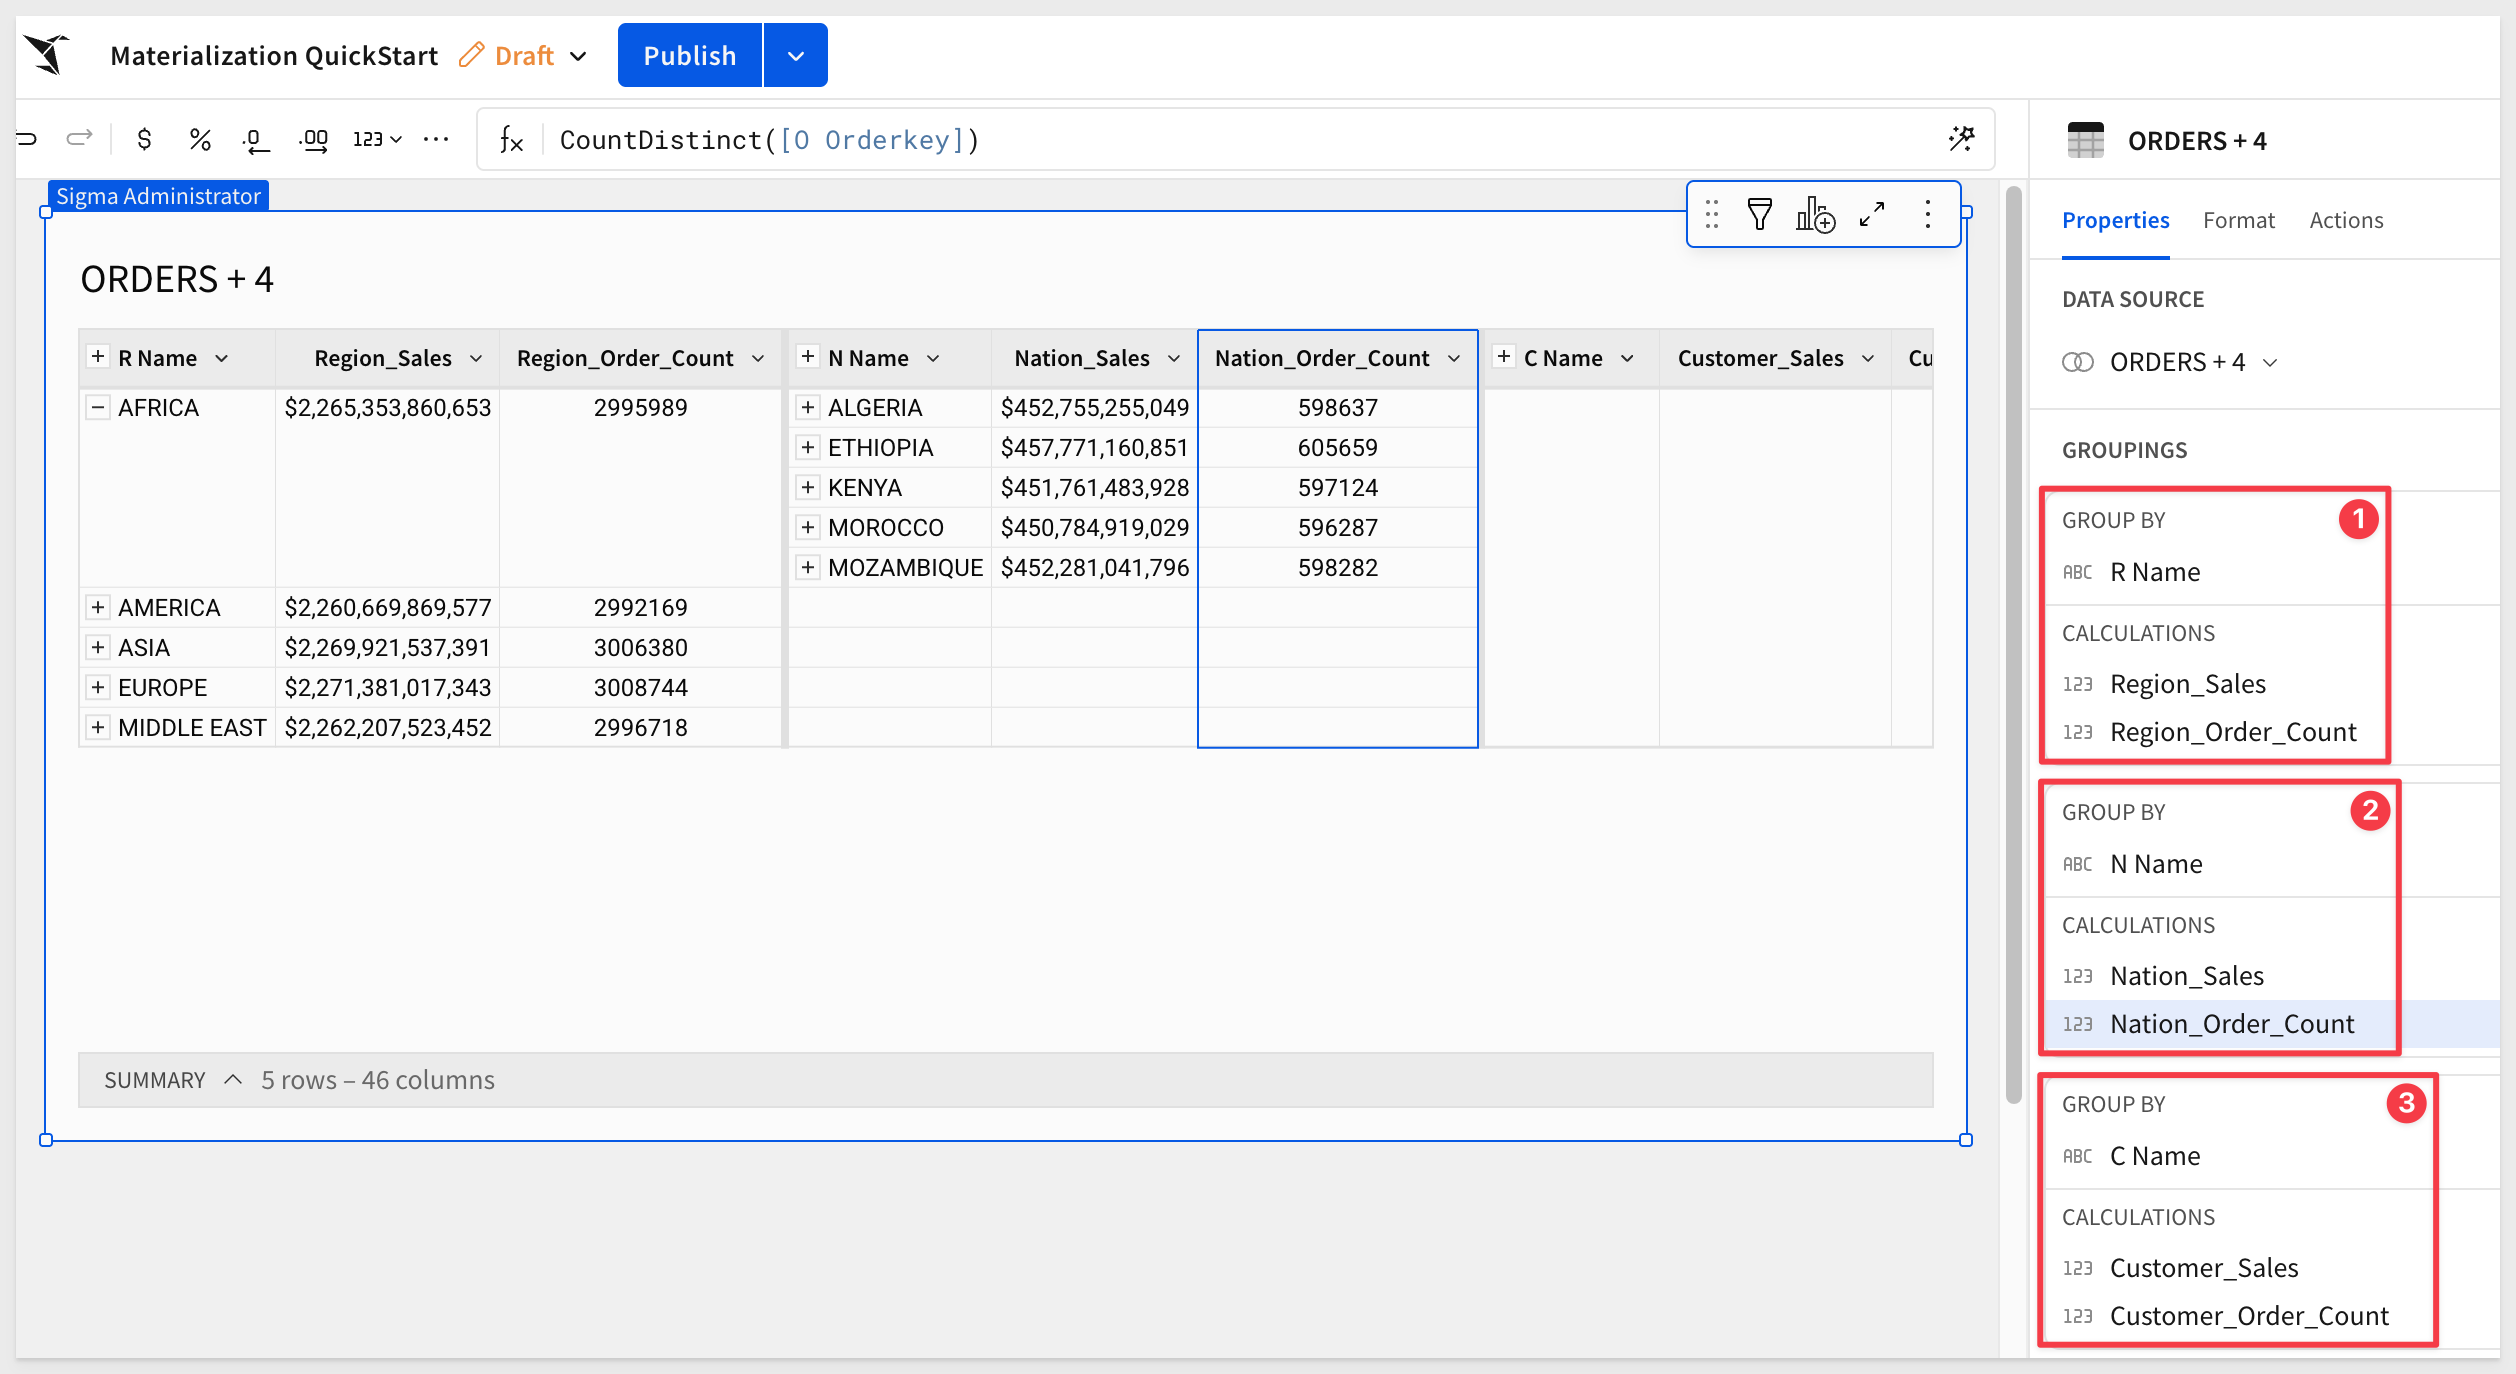 Materialization QuickStart Draft Publish
$ % .0 .00 123 ... fx CountDistinct([O Orderkey])
Sigma Administrator
ORDERS + 4
R Name Region_Sales Region_Order_Count N Name Nation_Sales Nation_Order_Count C Name Customer_Sales Cu
AFRICA $2,265,353,860,653 2995989 ALGERIA $452,755,255,049 598637
ETHIOPIA $457,771,160,851 605659
KENYA $451,761,483,928 597124
MOROCCO $450,784,919,029 596287
MOZAMBIQUE $452,281,041,796 598282
AMERICA $2,260,669,869,577 2992169
ASIA $2,269,921,537,391 3006380
EUROPE $2,271,381,017,343 3008744
MIDDLE EAST $2,262,207,523,452 2996718
SUMMARY 5 rows – 46 columns
ORDERS + 4
Properties Format Actions
DATA SOURCE
ORDERS + 4
GROUPINGS
GROUP BY 1
ABC R Name
CALCULATIONS
123 Region_Sales
123 Region_Order_Count
GROUP BY 2
ABC N Name
CALCULATIONS
123 Nation_Sales
123 Nation_Order_Count
GROUP BY 3
ABC C Name
CALCULATIONS
123 Customer_Sales
123 Customer_Order_Count